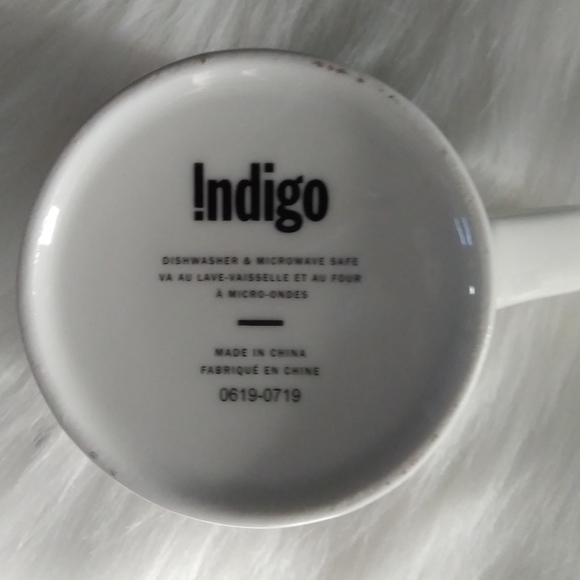 !ndigo
DISHWASHER & MICROWAVE SAFE
VA AU LAVE-VAISSELLE ET AU FOUR
À MICRO-ONDES
MADE IN CHINA
FABRIQUÉ EN CHINE
0619-0719